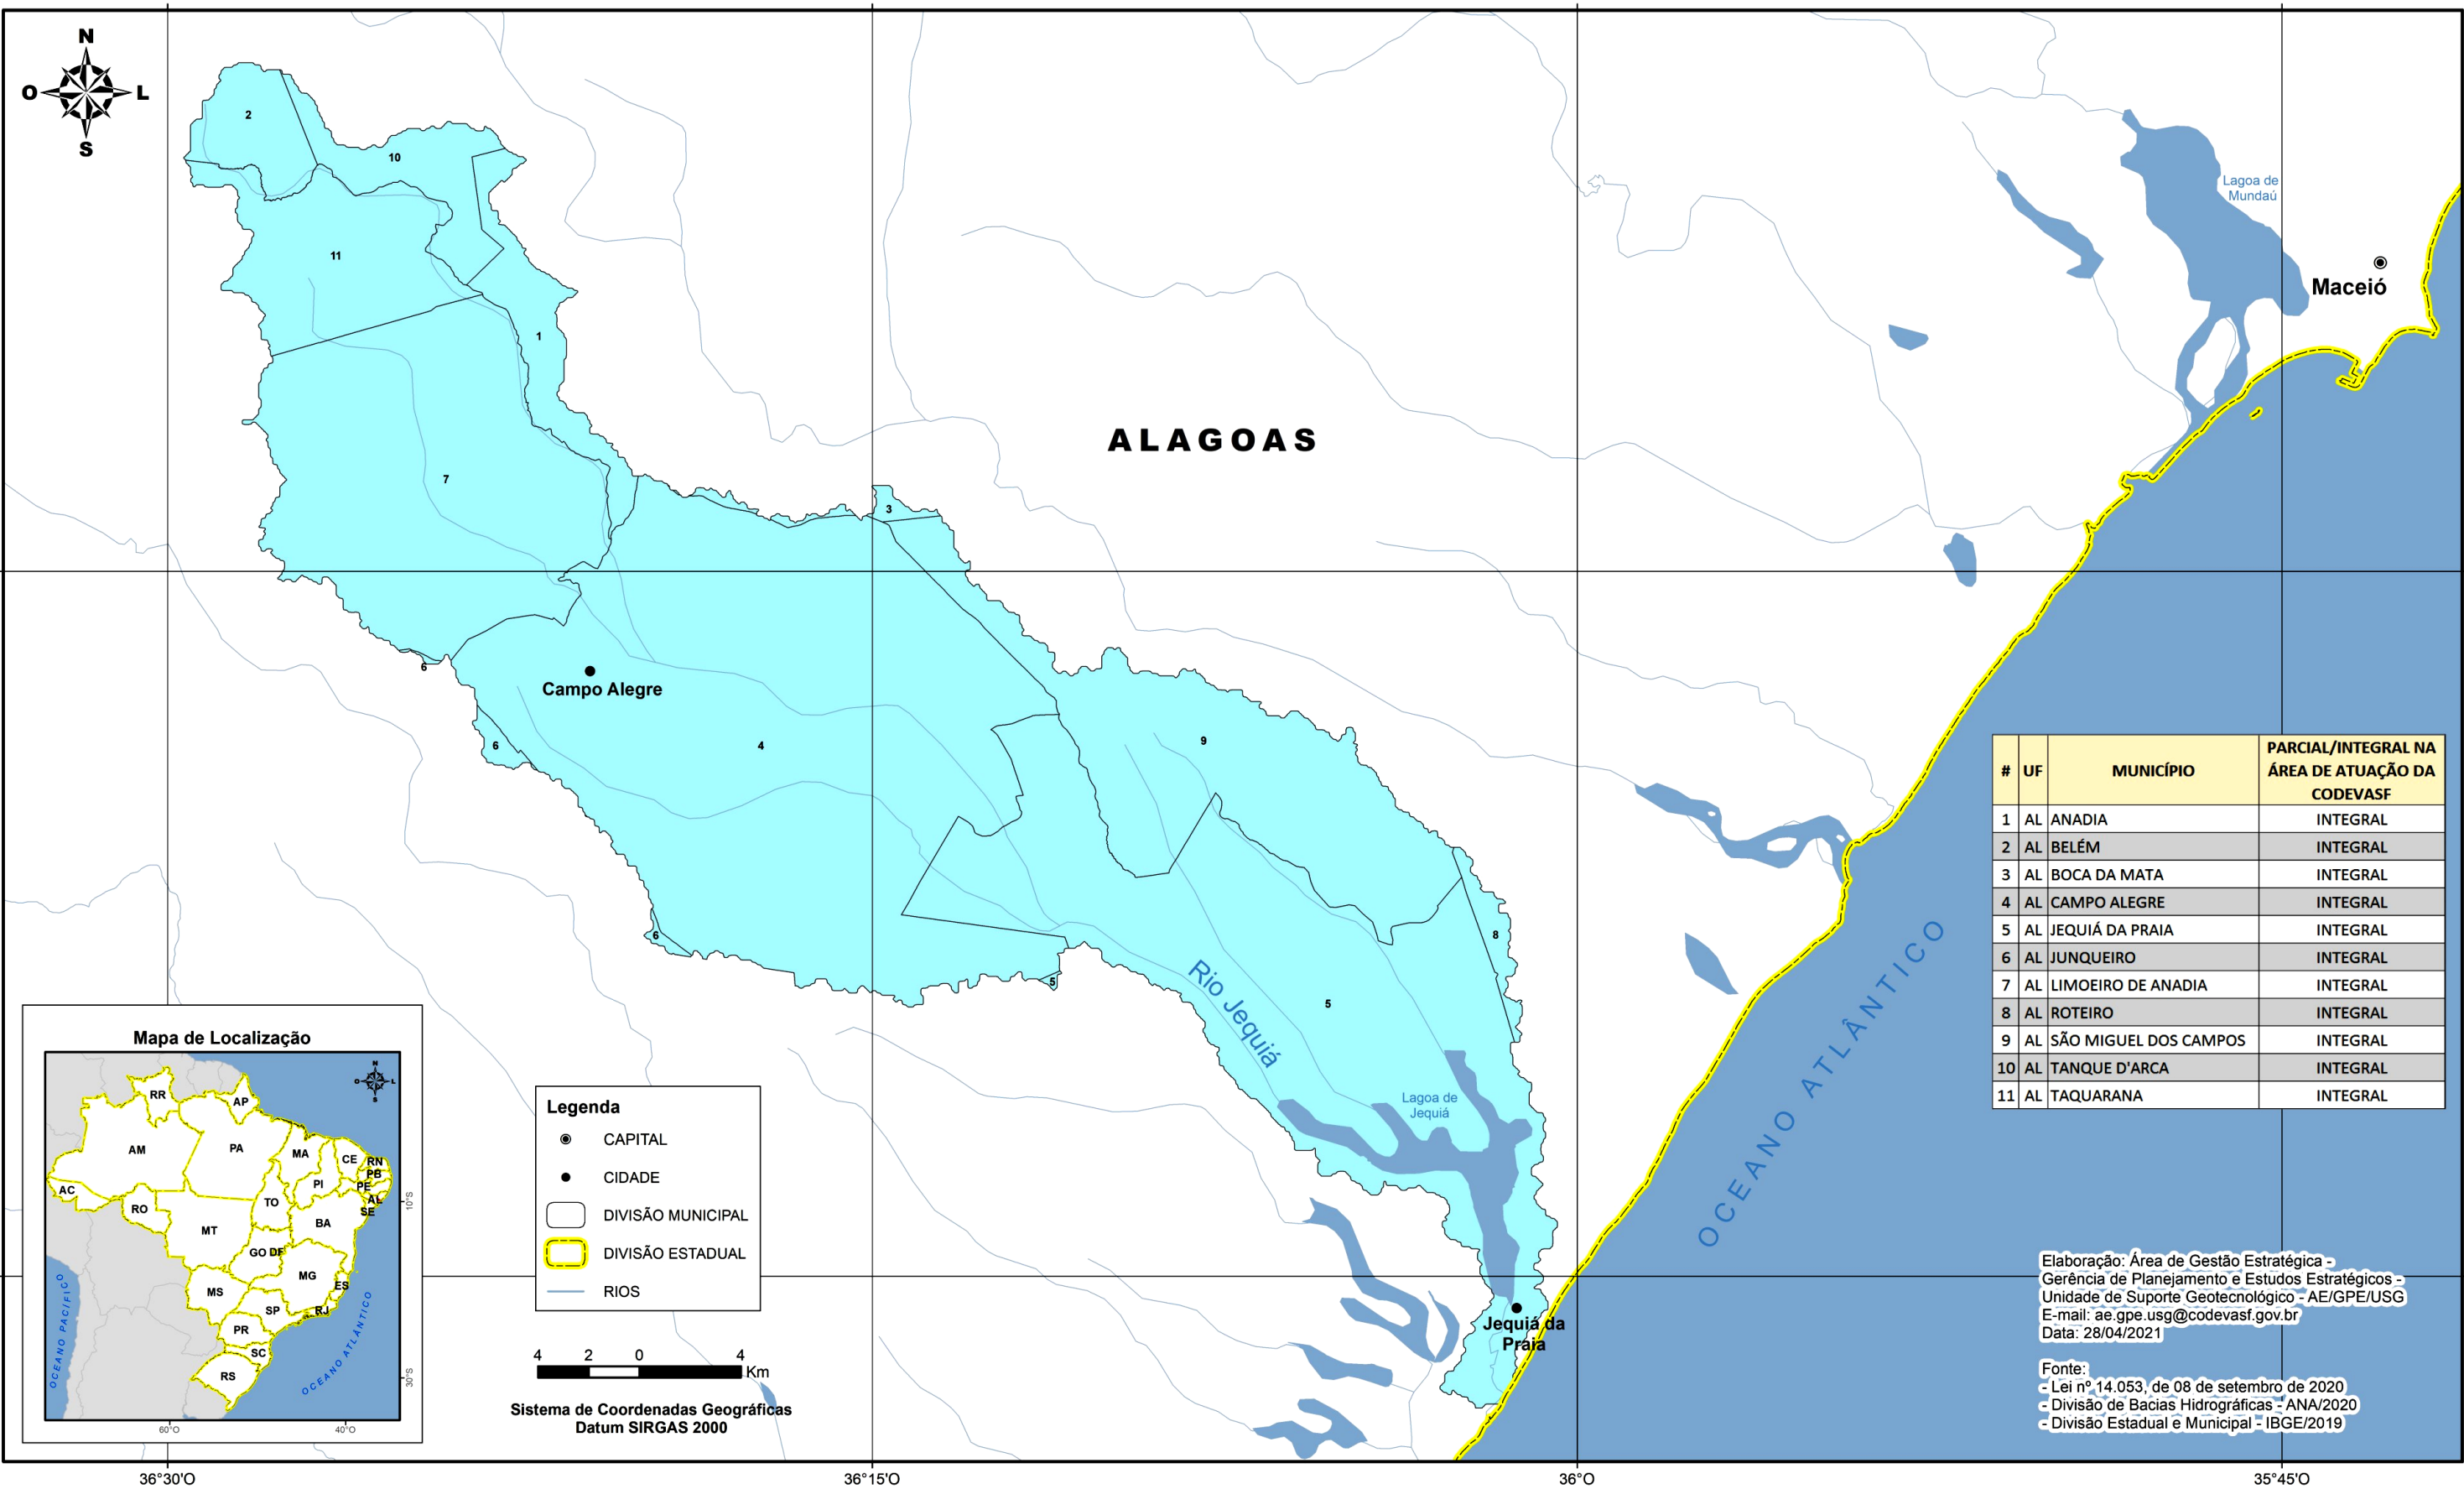 N
O
L
S
2
10
11
1
7
3
6
6
4
9
6
5
8
5
ALAGOAS
Lagoa de
Mundaú
Maceió
Campo Alegre
Rio Jequiá
Lagoa de
Jequiá
Jequiá da
Praia
OCEANO ATLÂNTICO
# UF MUNICÍPIO PARCIAL/INTEGRAL NA
ÁREA DE ATUAÇÃO DA
CODEVASF
1 AL ANADIA INTEGRAL
2 AL BELÉM INTEGRAL
3 AL BOCA DA MATA INTEGRAL
4 AL CAMPO ALEGRE INTEGRAL
5 AL JEQUIÁ DA PRAIA INTEGRAL
6 AL JUNQUEIRO INTEGRAL
7 AL LIMOEIRO DE ANADIA INTEGRAL
8 AL ROTEIRO INTEGRAL
9 AL SÃO MIGUEL DOS CAMPOS INTEGRAL
10 AL TANQUE D'ARCA INTEGRAL
11 AL TAQUARANA INTEGRAL
Mapa de Localização
N
O
L
S
RR
AP
AM
PA
MA
CE
RN
PB
PE
AL
SE
PI
AC
RO
TO
MT
BA
GO
DF
MG
ES
MS
SP
RJ
PR
SC
RS
OCEANO PACÍFICO
OCEANO ATLÂNTICO
10°S
30°S
60°O
40°O
Legenda
CAPITAL
CIDADE
DIVISÃO MUNICIPAL
DIVISÃO ESTADUAL
RIOS
4 2 0 4
Km
Sistema de Coordenadas Geográficas
Datum SIRGAS 2000
Elaboração: Área de Gestão Estratégica -
Gerência de Planejamento e Estudos Estratégicos -
Unidade de Suporte Geotecnológico - AE/GPE/USG
E-mail: ae.gpe.usg@codevasf.gov.br
Data: 28/04/2021
Fonte:
- Lei nº 14.053, de 08 de setembro de 2020
- Divisão de Bacias Hidrográficas - ANA/2020
- Divisão Estadual e Municipal - IBGE/2019
36°30'O
36°15'O
36°O
35°45'O